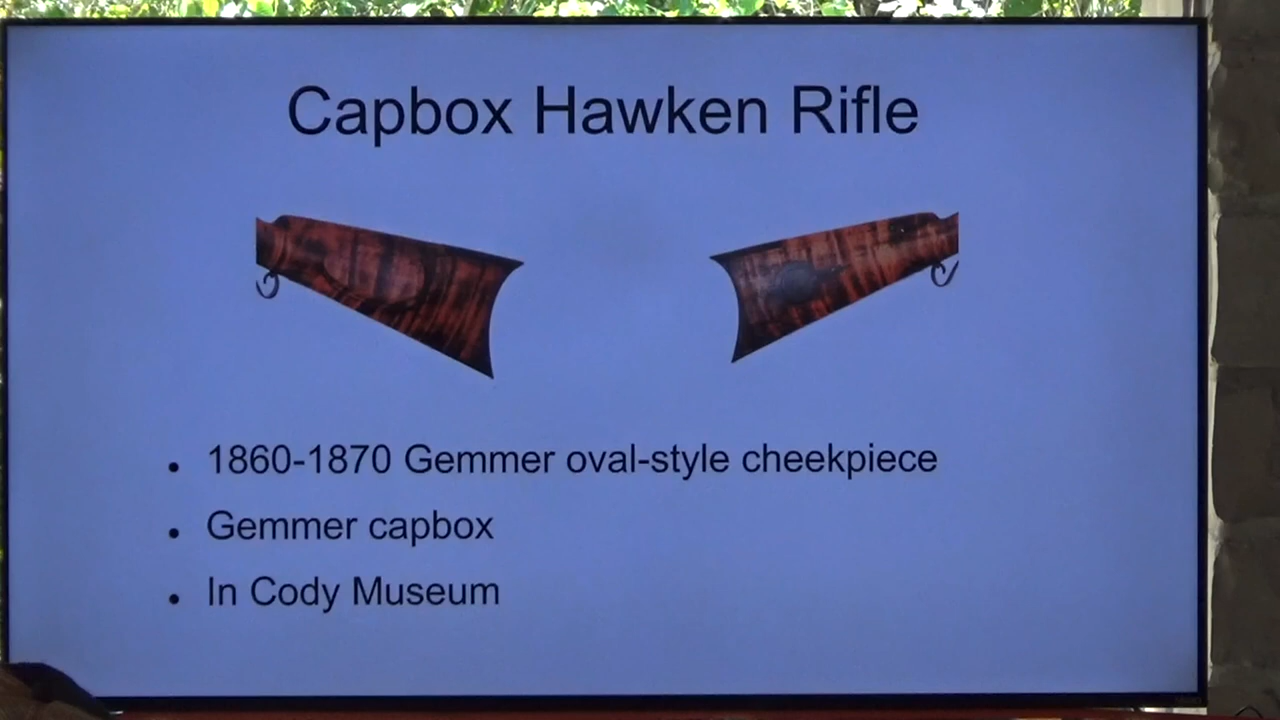 Capbox Hawken Rifle
• 1860-1870 Gemmer oval-style cheekpiece
• Gemmer capbox
• In Cody Museum